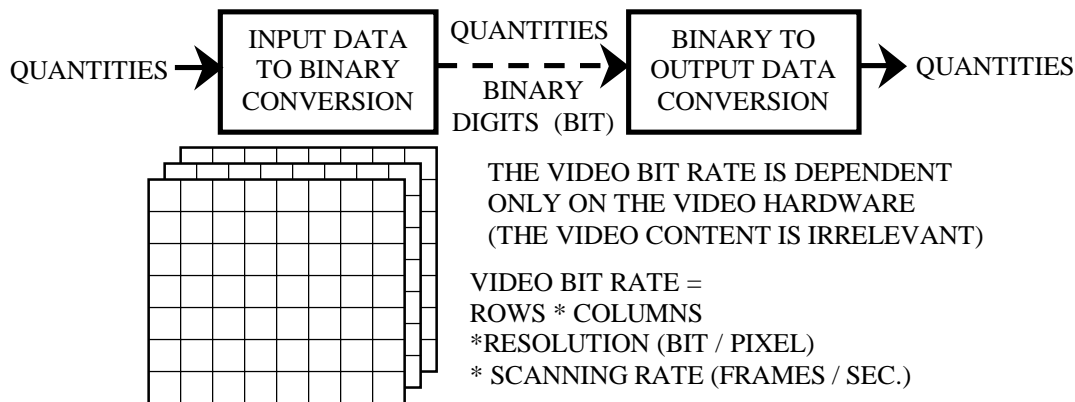 QUANTITIES
INPUT DATA
TO BINARY
CONVERSION
QUANTITIES
BINARY
DIGITS (BIT)
BINARY TO
OUTPUT DATA
CONVERSION
QUANTITIES
THE VIDEO BIT RATE IS DEPENDENT
ONLY ON THE VIDEO HARDWARE
(THE VIDEO CONTENT IS IRRELEVANT)
VIDEO BIT RATE =
ROWS * COLUMNS
*RESOLUTION (BIT / PIXEL)
* SCANNING RATE (FRAMES / SEC.)